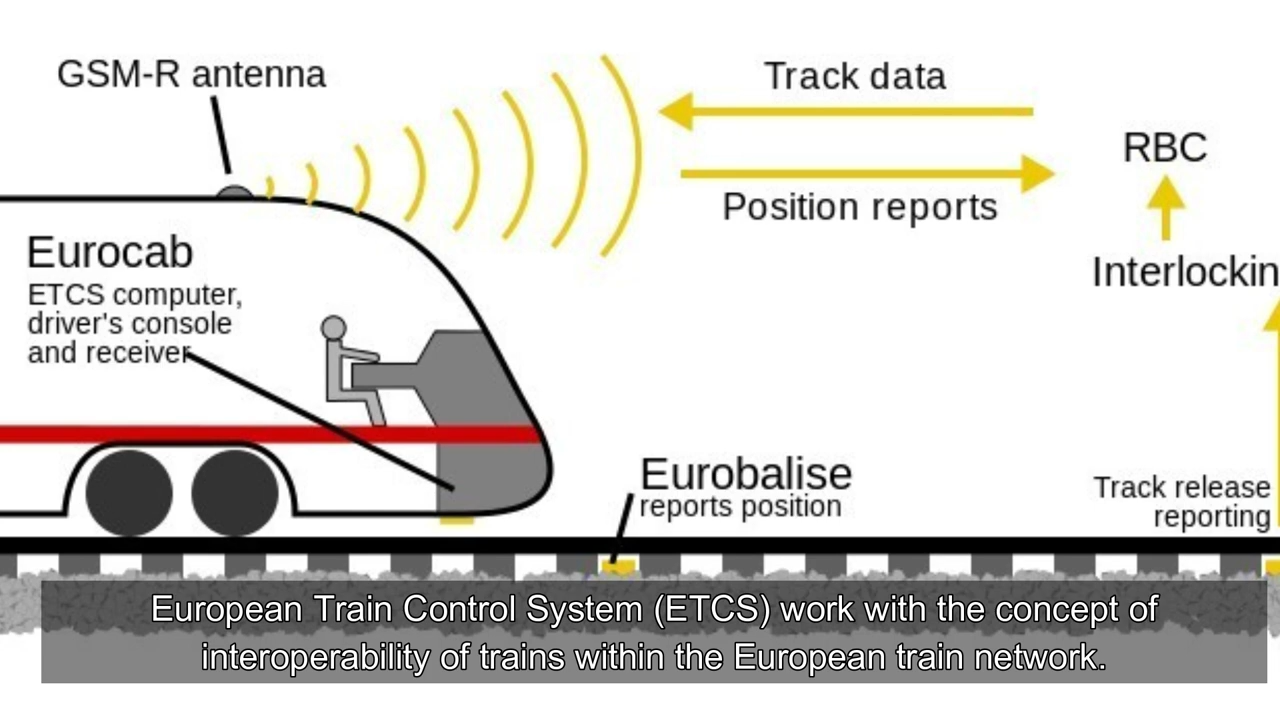 GSM-R antenna
Track data
RBC
Position reports
Eurocab
ETCS computer,
driver's console
and receiver
Interlockin
Eurobalise
reports position
Track release
reporting
European Train Control System (ETCS) work with the concept of
interoperability of trains within the European train network.